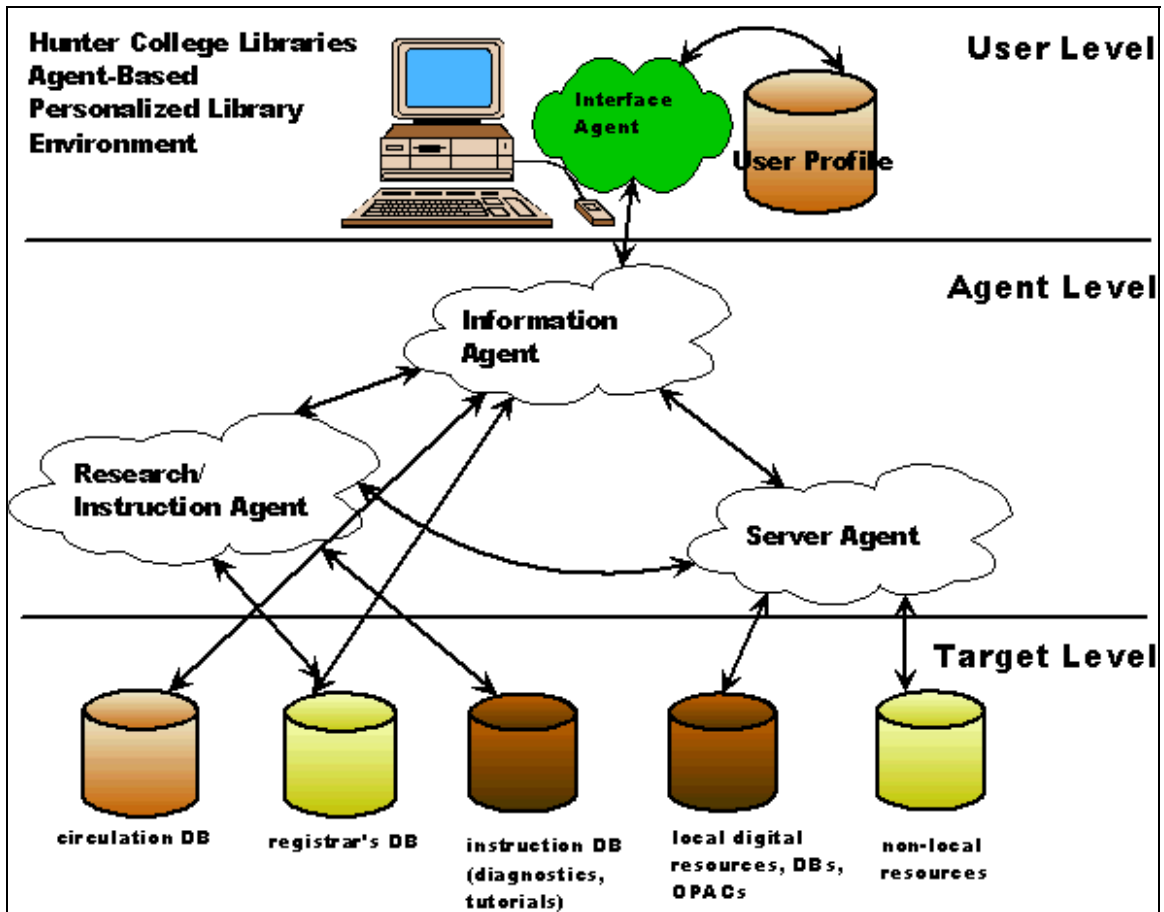 Hunter College Libraries
Agent-Based
Personalized Library
Environment
User Level
Interface
Agent
User Profile
Agent Level
Information
Agent
Research/
Instruction Agent
Server Agent
Target Level
circulation DB
registrar's DB
instruction DB
(diagnostics,
tutorials)
local digital
resources, DBs,
OPACs
non-local
resources